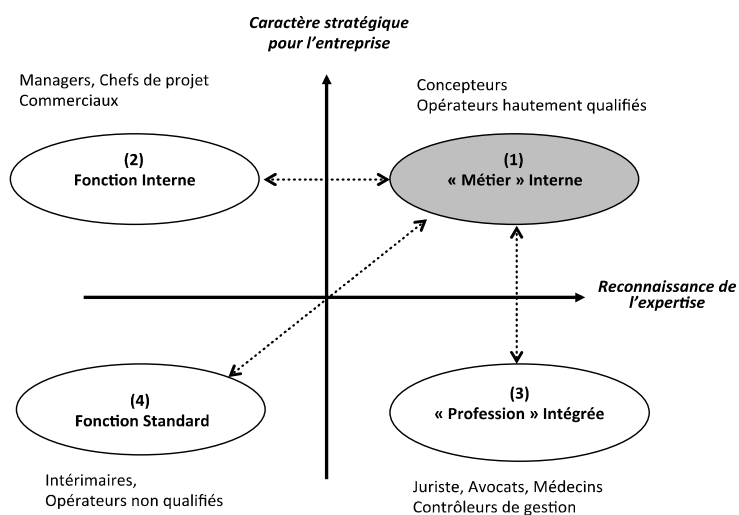 Caractère stratégique
pour l'entreprise
Managers, Chefs de projet
Commerciaux
Concepteurs
Opérateurs hautement qualifiés
(2)
Fonction Interne
(1)
« Métier » Interne
Reconnaissance de
l'expertise
(4)
Fonction Standard
(3)
« Profession » Intégrée
Intérimaires,
Opérateurs non qualifiés
Juriste, Avocats, Médecins
Contrôleurs de gestion